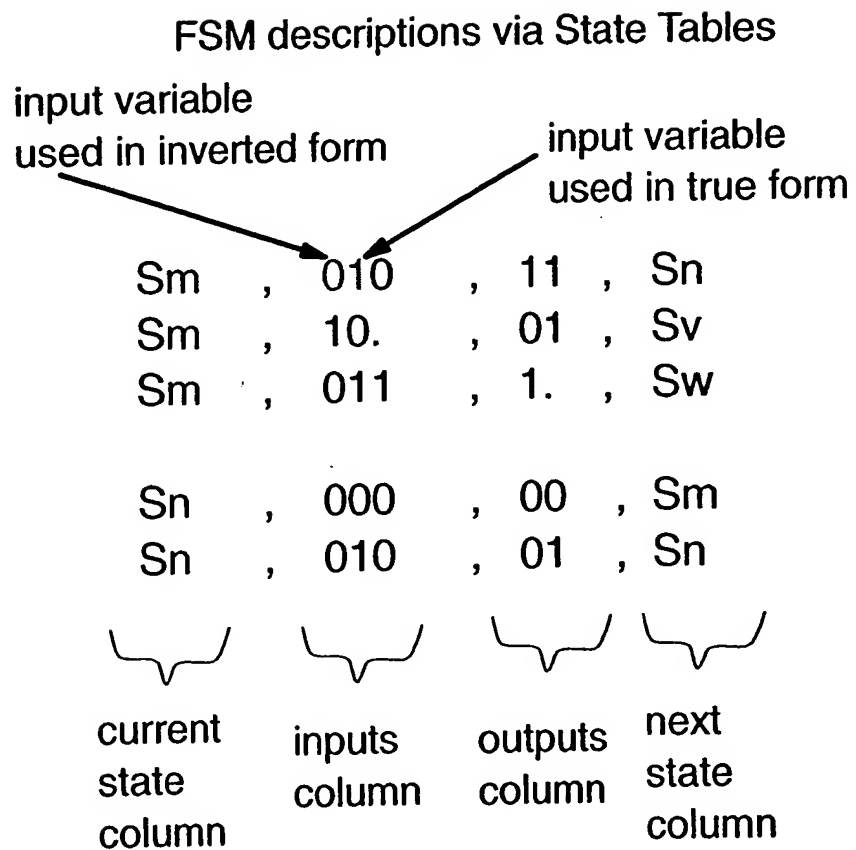 FSM descriptions via State Tables
input variable
used in inverted form
input variable
used in true form
Sm , 010 , 11 , Sn
Sm , 10. , 01 , Sv
Sm , 011 , 1. , Sw
Sn , 000 , 00 , Sm
Sn , 010 , 01 , Sn
current
state
column
inputs
column
outputs
column
next
state
column